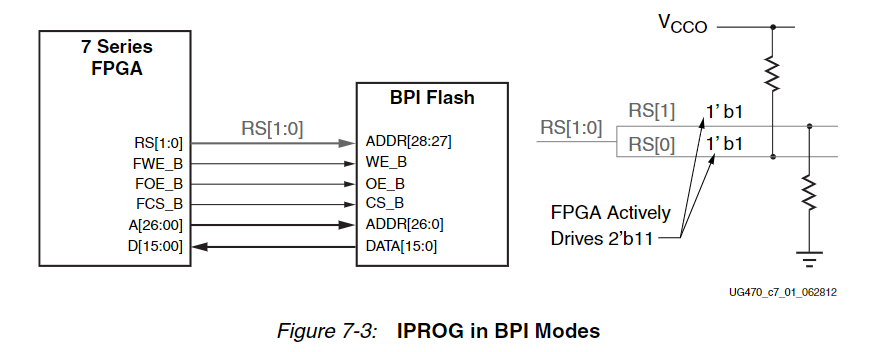 7 Series
FPGA
RS[1:0]
FWE_B
FOE_B
FCS_B
A[26:00]
D[15:00]
RS[1:0]
BPI Flash
ADDR[28:27]
WE_B
OE_B
CS_B
ADDR[26:0]
DATA[15:0]
VCCO
RS[1:0]
RS[1] 1’b1
RS[0] 1’b1
FPGA Actively
Drives 2’b11
UG470_c7_01_062812
Figure 7-3: IPROG in BPI Modes